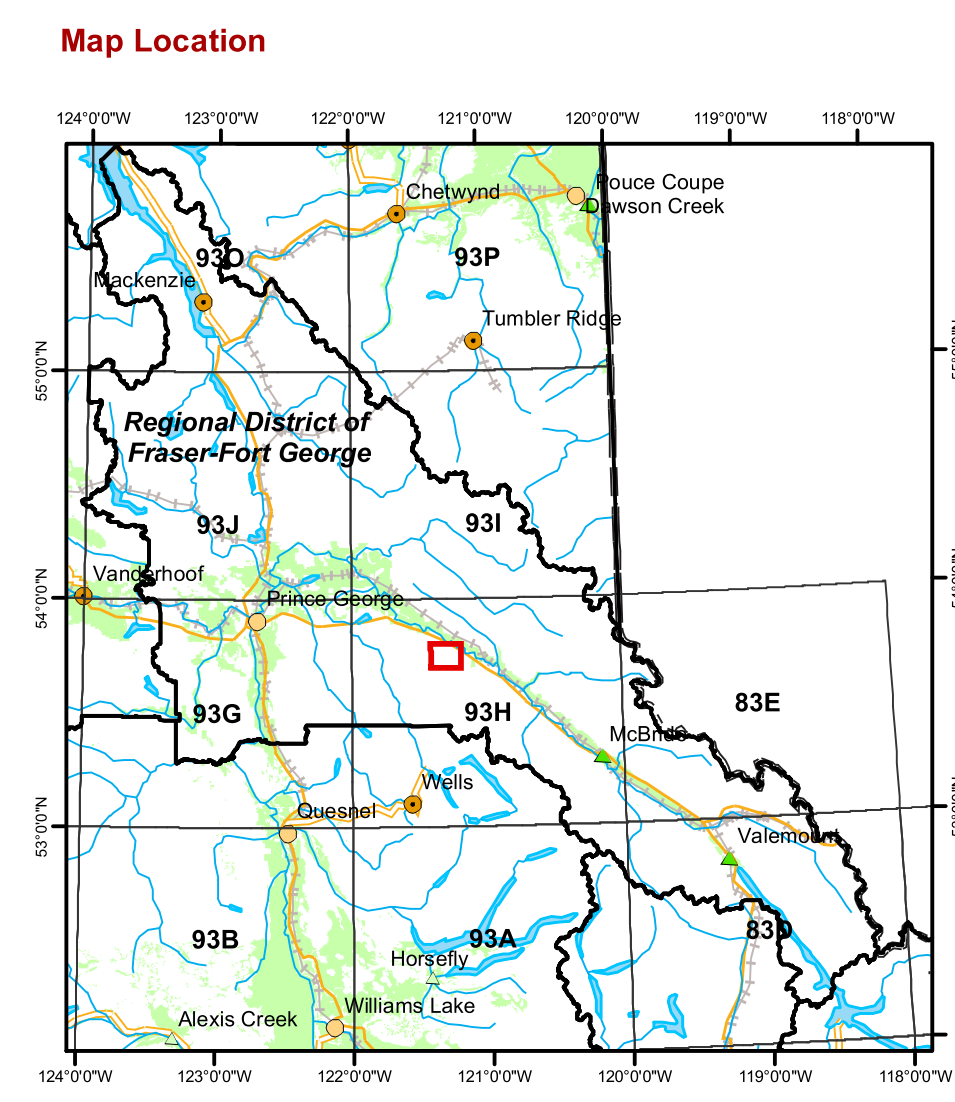 Map Location
124°0'0"W 123°0'0"W 122°0'0"W 121°0'0"W 120°0'0"W 119°0'0"W 118°0'0"W
Pouce Coupe
Chetwynd
Dawson Creek
93O
93P
Mackenzie
Tumbler Ridge
55°0'0"N
Regional District of
Fraser-Fort George
93J
93I
Vanderhoof
54°0'0"N
Prince George
93G
93H
83E
McBride
Wells
Quesnel
53°0'0"N
Valemount
93B
93A
83D
Horsefly
Williams Lake
Alexis Creek
124°0'0"W 123°0'0"W 122°0'0"W 121°0'0"W 120°0'0"W 119°0'0"W 118°0'0"W